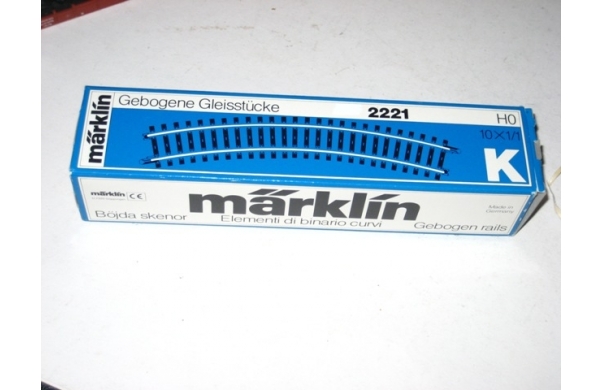 märklin
Gebogene Gleisstücke
2221
H0
10×1/1
K
märklin CE
märklin
Made in
Germany
Böjda skenor
Elementi di binario curvi
Gebogen rails